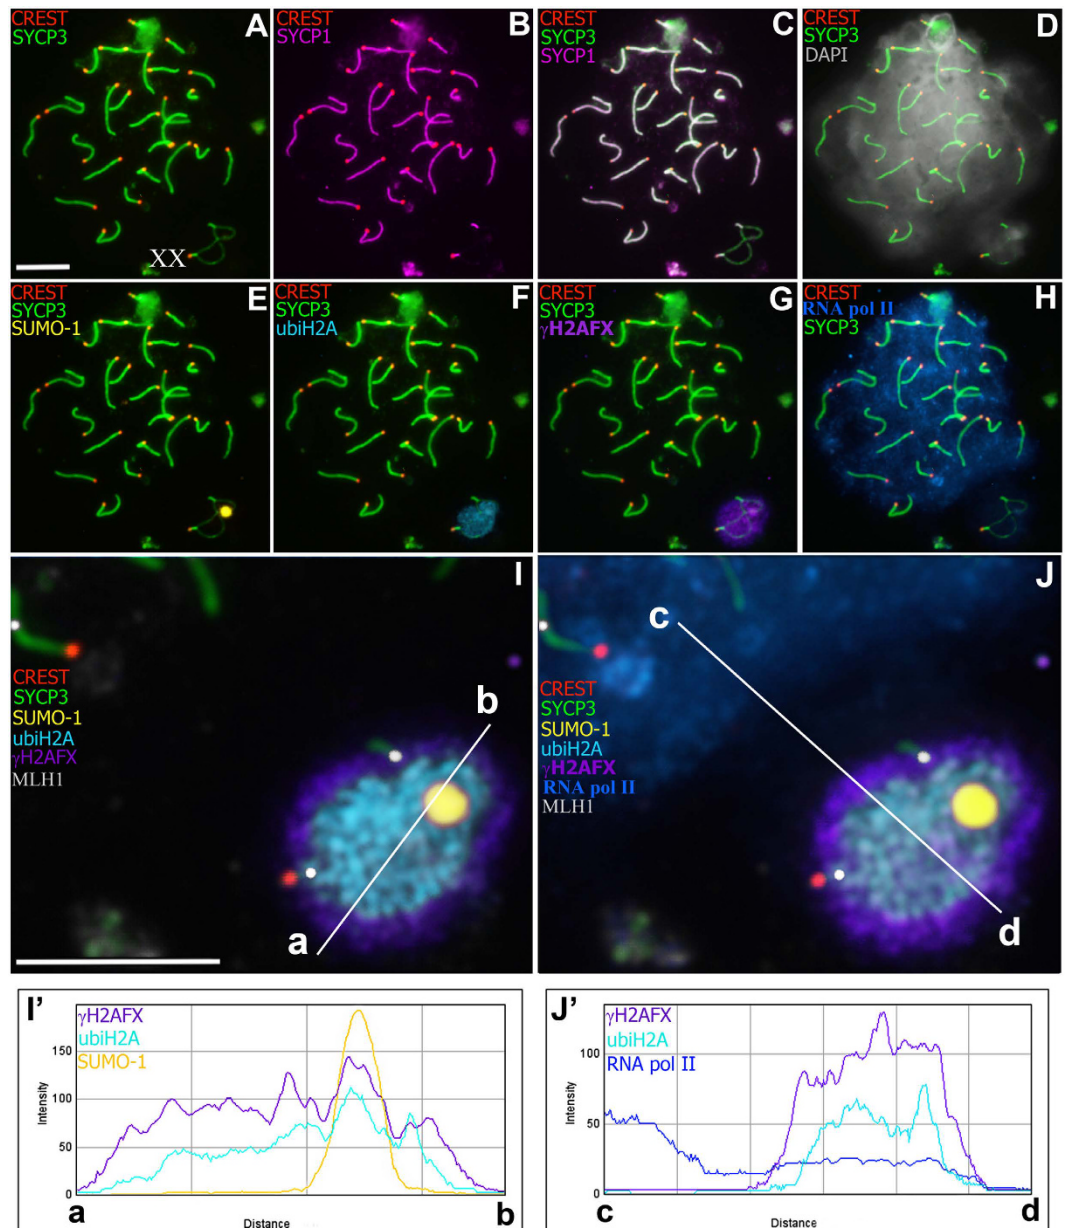 CREST
SYCP3
A
XX
CREST
SYCP1
B
CREST
SYCP3
SYCP1
C
CREST
SYCP3
DAPI
D
CREST
SYCP3
SUMO-1
E
CREST
SYCP3
ubiH2A
F
CREST
SYCP3
γH2AFX
G
CREST
RNA pol II
SYCP3
H
I
CREST
SYCP3
SUMO-1
ubiH2A
γH2AFX
MLH1
b
a
J
c
CREST
SYCP3
SUMO-1
ubiH2A
γH2AFX
RNA pol II
MLH1
d
I’
γH2AFX
ubiH2A
SUMO-1
150
100
50
0
Intensity
a
b
Distance
J’
γH2AFX
ubiH2A
RNA pol II
100
50
0
Intensity
c
d
Distance